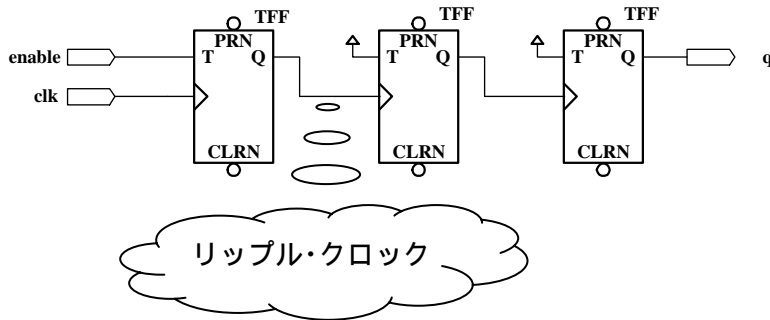 TFF TFF TFF
PRN PRN PRN
enable T Q T Q T Q q
clk
CLRN CLRN CLRN
リップル・クロック